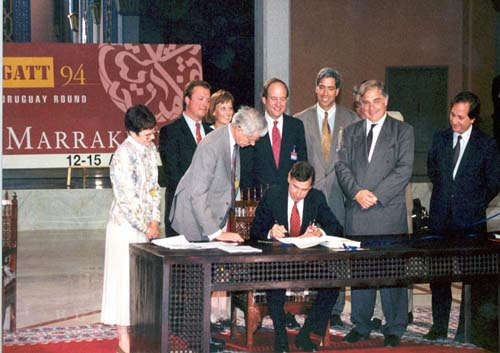 GATT 94
URUGUAY ROUND
MARRAK
12-15 A